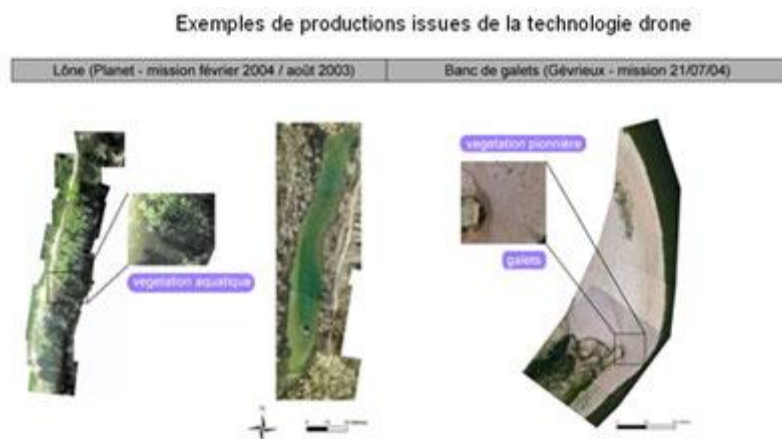 Exemples de productions issues de la technologie drone
Lône (Planet - mission février 2004 / août 2003)
Banc de galets (Gévrieux - mission 21/07/04)
vegetation pionnière
vegetation aquatique
galets